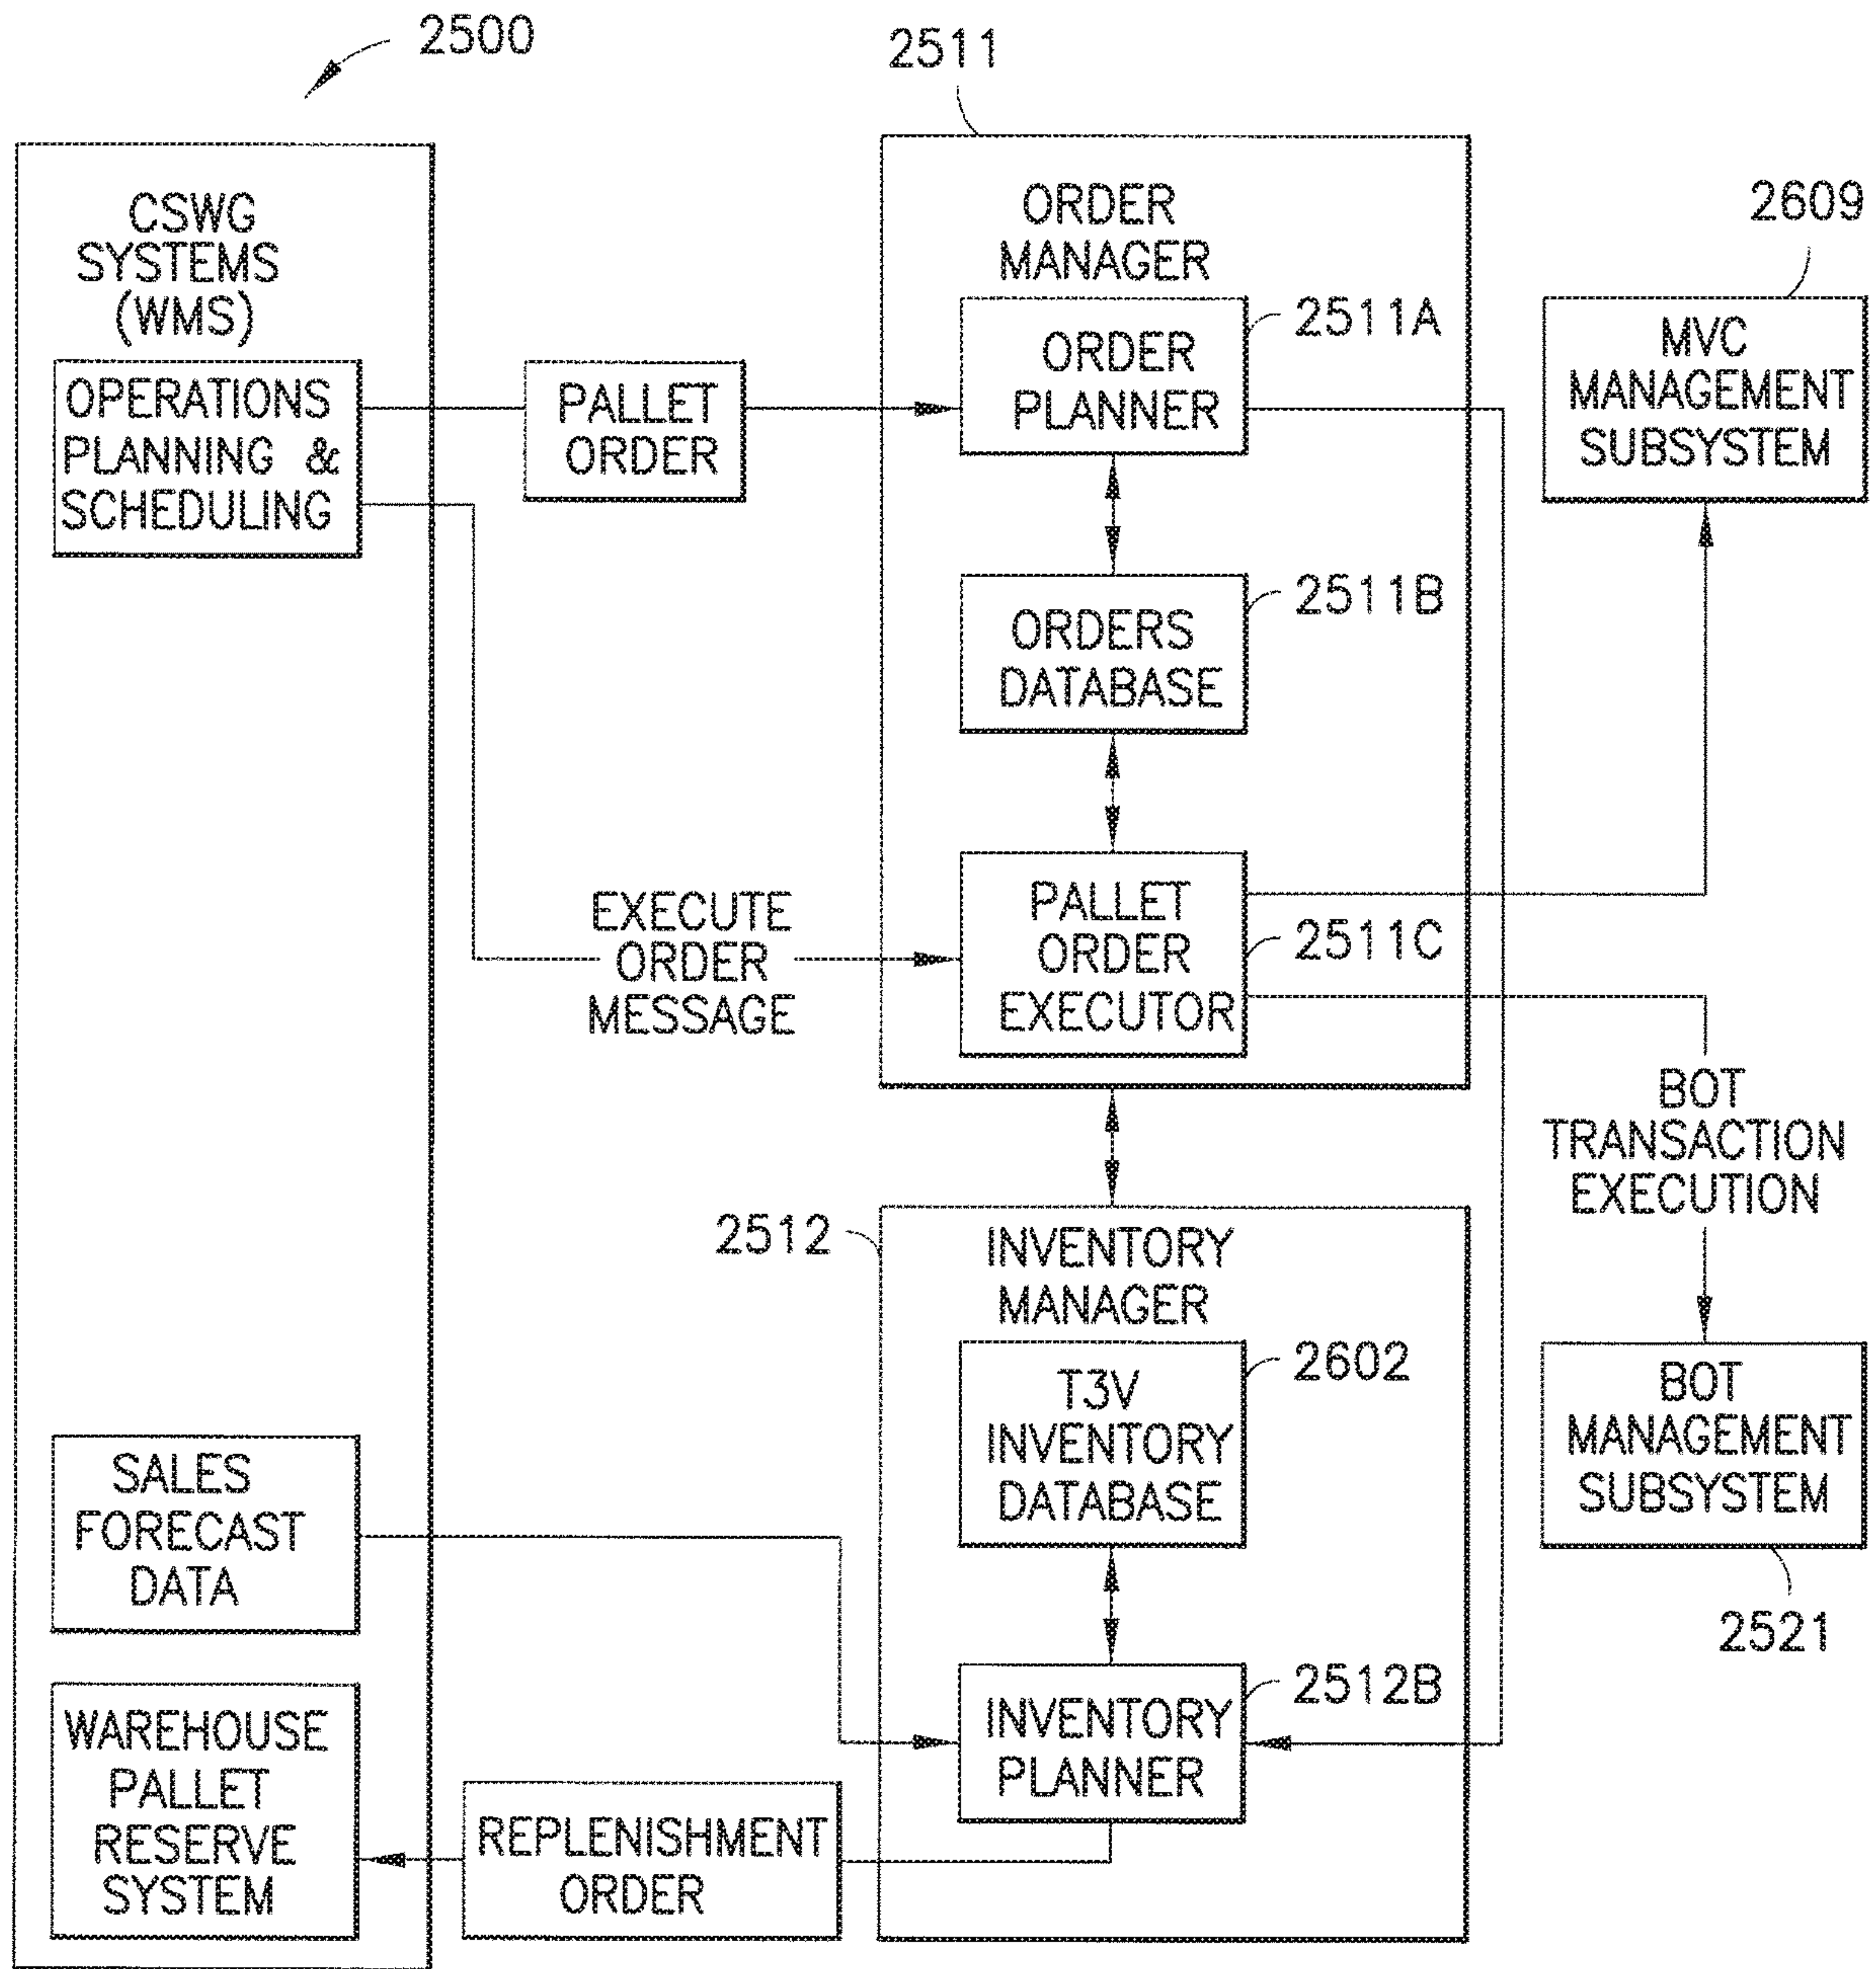 2500
2511
CSWG
SYSTEMS
(WMS)
OPERATIONS
PLANNING &
SCHEDULING
PALLET
ORDER
ORDER
MANAGER
ORDER
PLANNER
2511A
2609
MVC
MANAGEMENT
SUBSYSTEM
ORDERS
DATABASE
2511B
EXECUTE
ORDER
MESSAGE
PALLET
ORDER
EXECUTOR
2511C
BOT
TRANSACTION
EXECUTION
2512
INVENTORY
MANAGER
T3V
INVENTORY
DATABASE
2602
BOT
MANAGEMENT
SUBSYSTEM
2521
SALES
FORECAST
DATA
INVENTORY
PLANNER
2512B
WAREHOUSE
PALLET
RESERVE
SYSTEM
REPLENISHMENT
ORDER